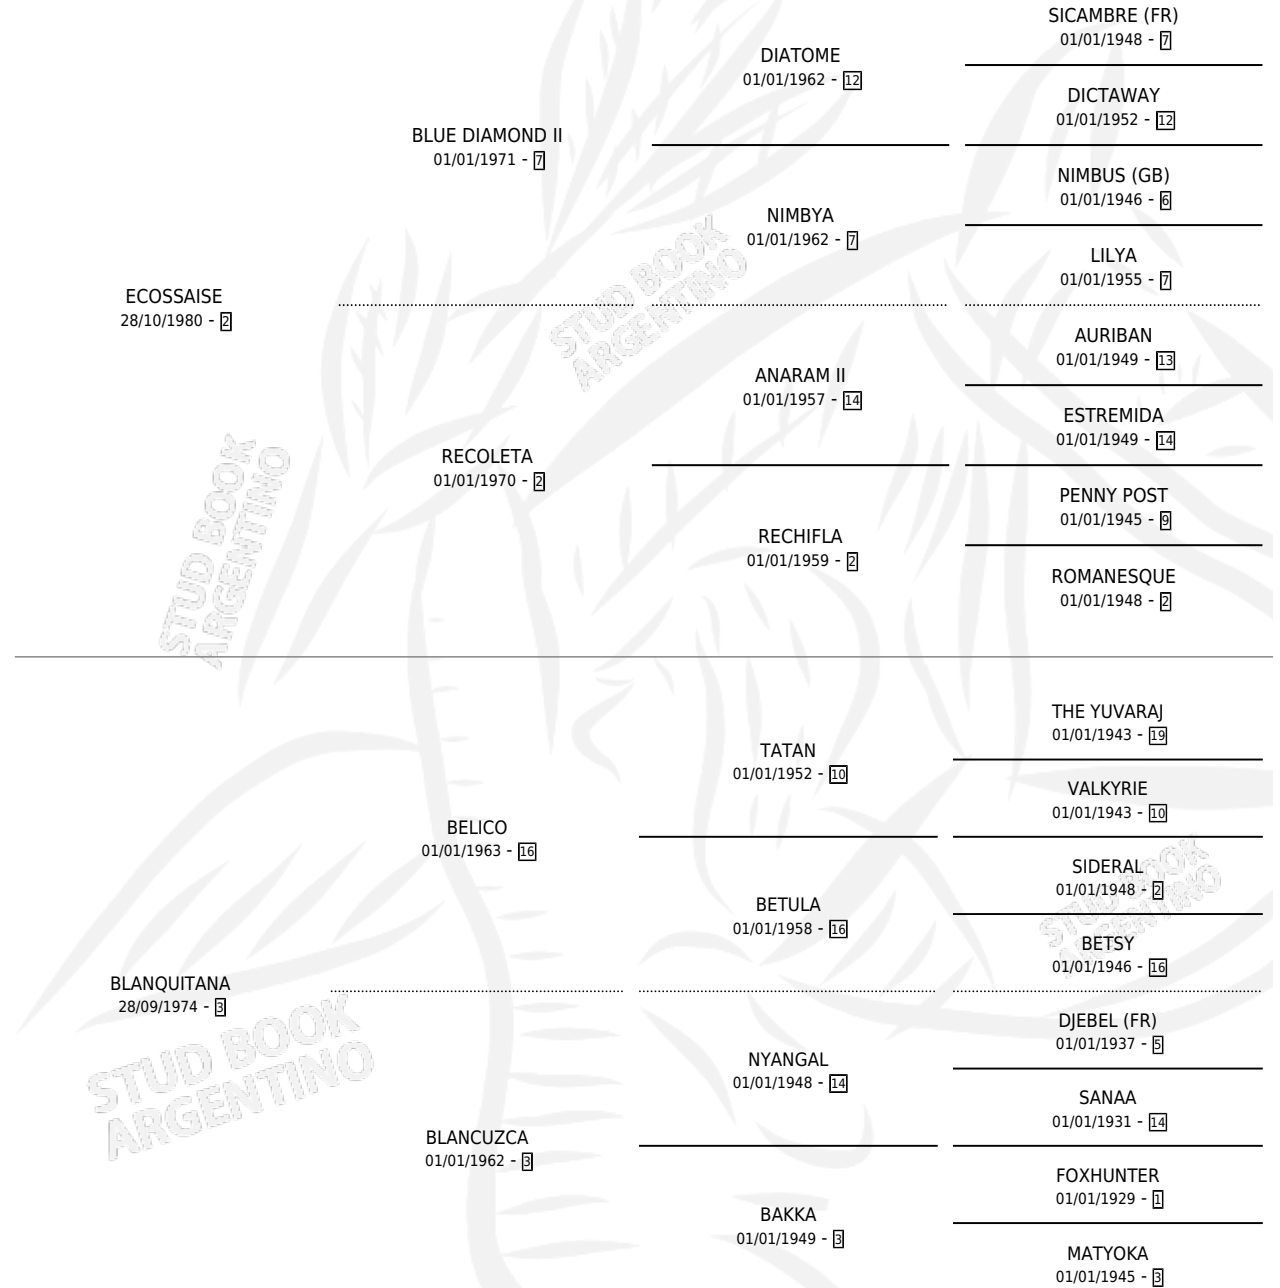 SICAMBRE (FR)
01/01/1948 - 7
DIATOME
01/01/1962 - 12
DICTAWAY
01/01/1952 - 12
BLUE DIAMOND II
01/01/1971 - 7
NIMBUS (GB)
01/01/1946 - 6
NIMBYA
01/01/1962 - 7
LILYA
01/01/1955 - 7
ECOSSAISE
28/10/1980 - 2
STUD BOOK
ARGENTINO
AURIBAN
01/01/1949 - 13
ANARAM II
01/01/1957 - 14
ESTREMIDA
01/01/1949 - 14
RECOLETA
01/01/1970 - 2
PENNY POST
01/01/1945 - 9
RECHIFLA
01/01/1959 - 2
ROMANESQUE
01/01/1948 - 2
STUD BOOK
ARGENTINO
THE YUVARAJ
01/01/1943 - 19
TATAN
01/01/1952 - 10
VALKYRIE
01/01/1943 - 10
BELICO
01/01/1963 - 16
SIDERAL
01/01/1948 - 2
BETULA
01/01/1958 - 16
BETSY
01/01/1946 - 16
STUD BOOK
ARGENTINO
BLANQUITANA
28/09/1974 - 3
DJEBEL (FR)
01/01/1937 - 5
NYANGAL
01/01/1948 - 14
SANAA
01/01/1931 - 14
STUD BOOK
ARGENTINO
BLANCUZCA
01/01/1962 - 3
FOXHUNTER
01/01/1929 - 1
BAKKA
01/01/1949 - 3
MATYOKA
01/01/1945 - 3